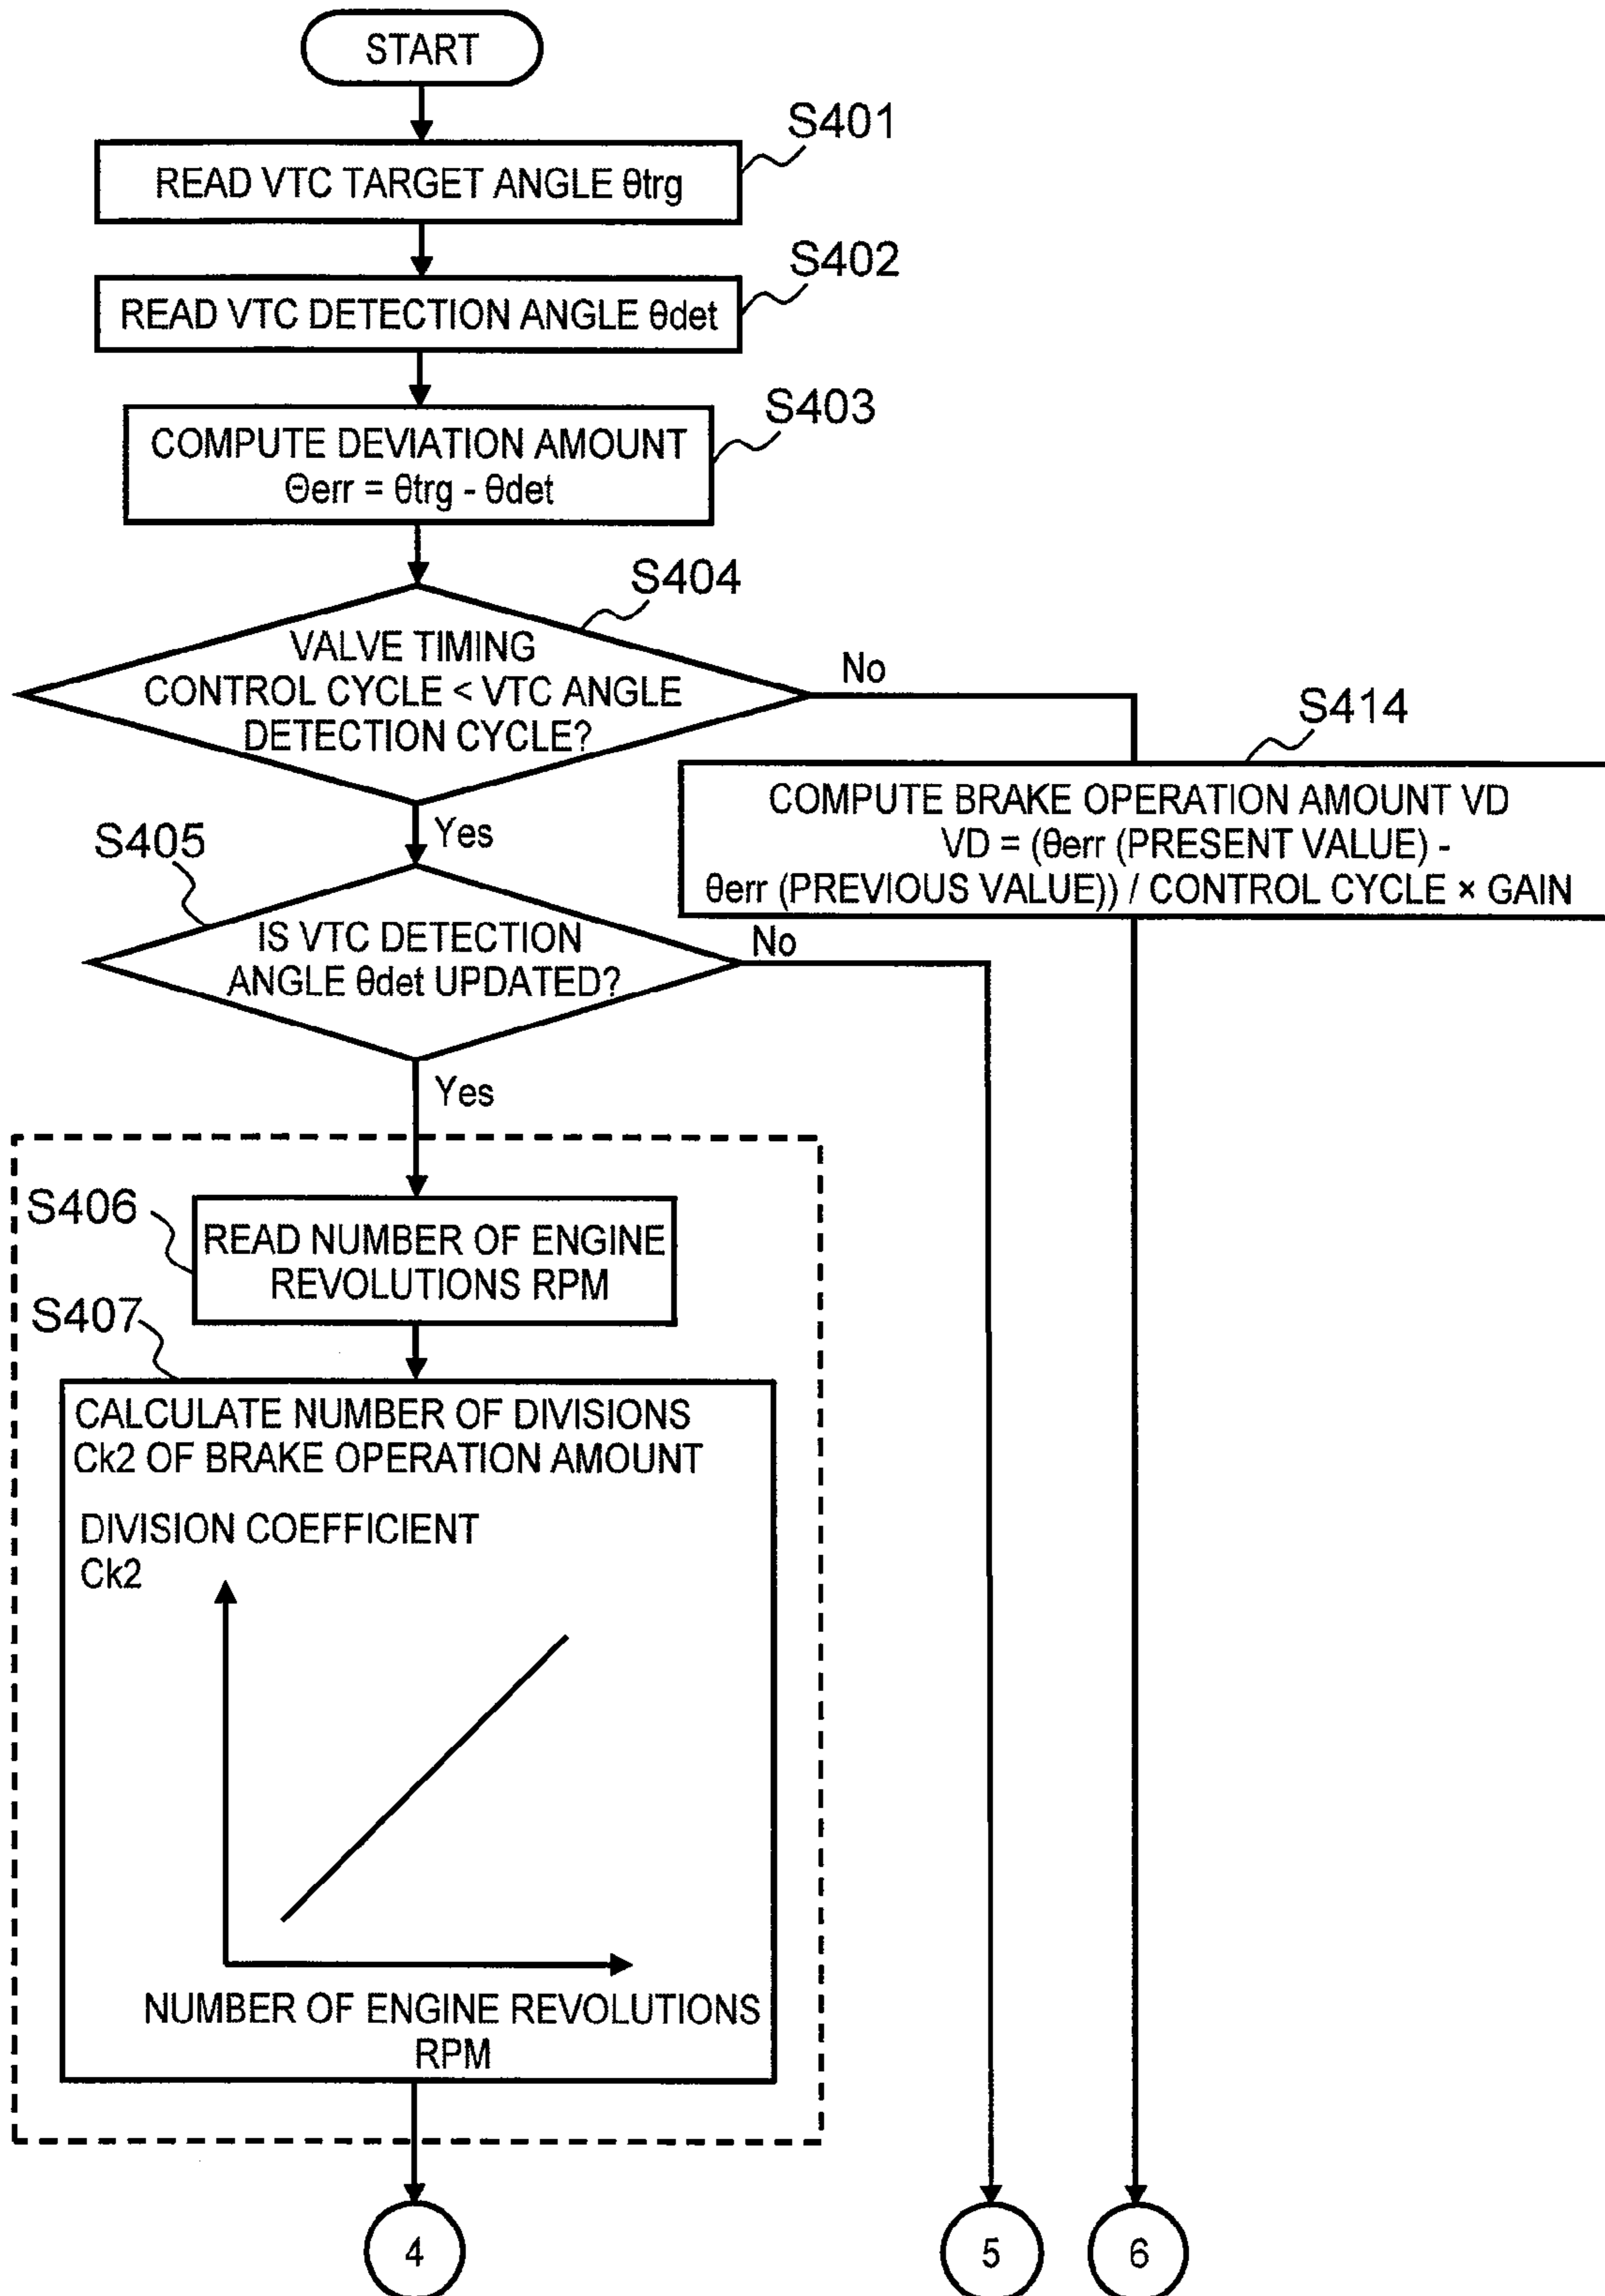 START
S401
READ VTC TARGET ANGLE θtrg
S402
READ VTC DETECTION ANGLE θdet
S403
COMPUTE DEVIATION AMOUNT
Θerr = θtrg - θdet
S404
VALVE TIMING
CONTROL CYCLE < VTC ANGLE
DETECTION CYCLE?
No
Yes
S414
COMPUTE BRAKE OPERATION AMOUNT VD
VD = (θerr (PRESENT VALUE) -
θerr (PREVIOUS VALUE)) / CONTROL CYCLE × GAIN
S405
IS VTC DETECTION
ANGLE θdet UPDATED?
No
Yes
S406
READ NUMBER OF ENGINE
REVOLUTIONS RPM
S407
CALCULATE NUMBER OF DIVISIONS
Ck2 OF BRAKE OPERATION AMOUNT
DIVISION COEFFICIENT
Ck2
NUMBER OF ENGINE REVOLUTIONS
RPM
4
5
6